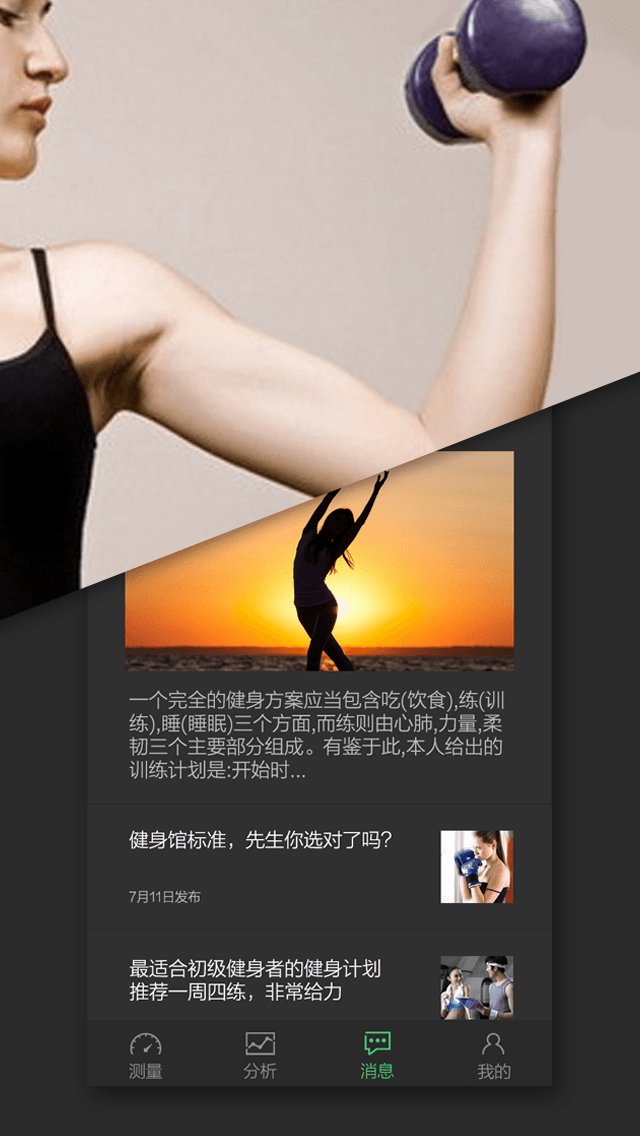 一个完全的健身方案应当包含吃(饮食),练(训
练),睡(睡眠)三个方面,而练则由心肺,力量,柔
韧三个主要部分组成。有鉴于此,本人给出的
训练计划是:开始时...
健身馆标准，先生你选对了吗？
7月11日发布
最适合初级健身者的健身计划
推荐一周四练，非常给力
测量
分析
消息
我的